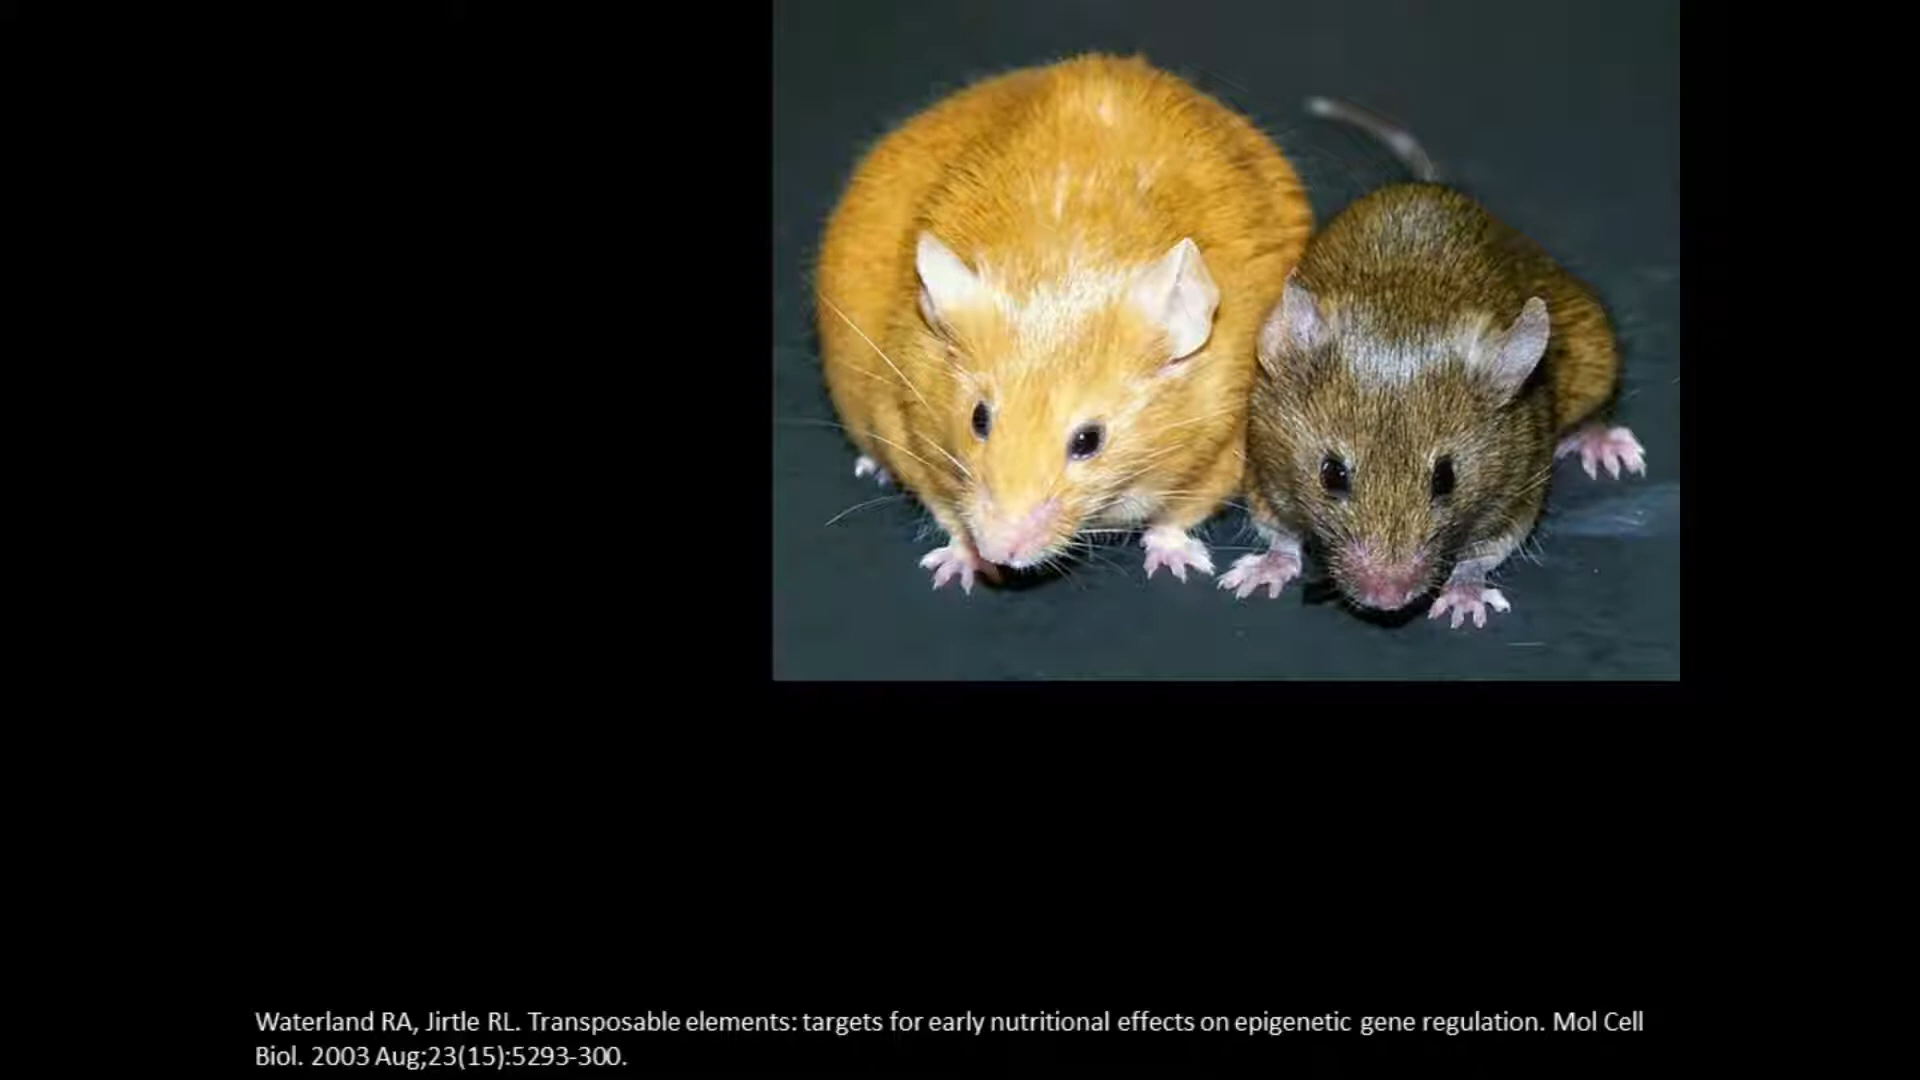 Waterland RA, Jirtle RL. Transposable elements: targets for early nutritional effects on epigenetic gene regulation. Mol Cell
Biol. 2003 Aug;23(15):5293-300.